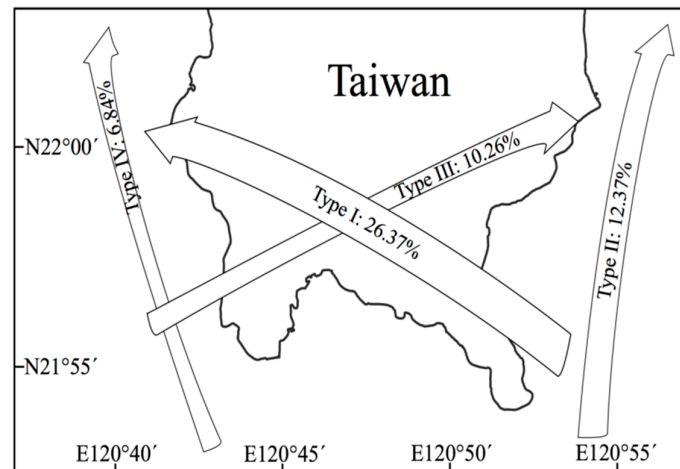 Taiwan
Type IV: 6.84%
N22°00´
Type III: 10.26%
Type I: 26.37%
Type II: 12.37%
N21°55´
E120°40´
E120°45´
E120°50´
E120°55´